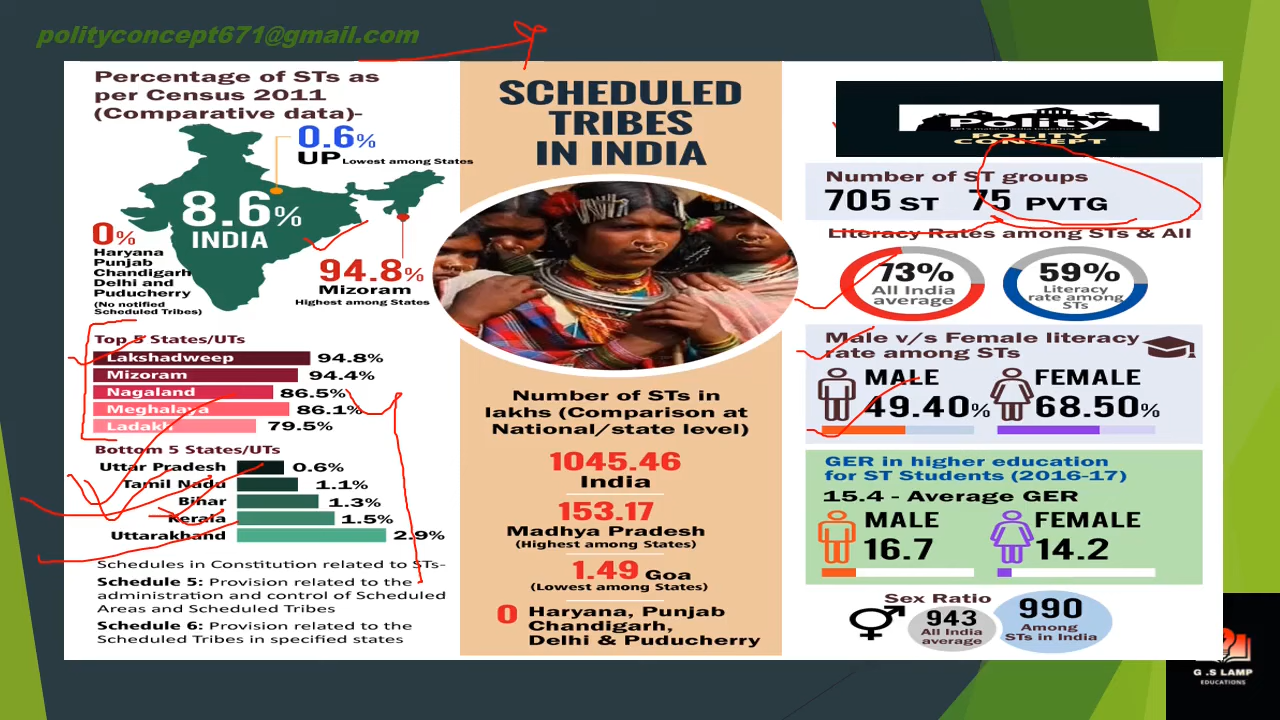 polityconcept671@gmail.com
Percentage of STs as
per Census 2011
(Comparative data)-
0.6%
UP Lowest among States
8.6%
INDIA
0%
Haryana
Punjab
Chandigarh
Delhi and
Puducherry
(No notified
Scheduled Tribes)
94.8%
Mizoram
Highest among States
Top 5 States/UTs
Lakshadweep 94.8%
Mizoram 94.4%
Nagaland 86.5%
Meghalaya 86.1%
Ladakh 79.5%
Bottom 5 States/UTs
Uttar Pradesh 0.6%
Tamil Nadu 1.1%
Bihar 1.3%
Kerala 1.5%
Uttarakhand 2.9%
Schedules in Constitution related to STs-
Schedule 5: Provision related to the
administration and control of Scheduled
Areas and Scheduled Tribes
Schedule 6: Provision related to the
Scheduled Tribes in specified states
SCHEDULED
TRIBES
IN INDIA
Number of STs in
lakhs (Comparison at
National/state level)
1045.46
India
153.17
Madhya Pradesh
(Highest among States)
1.49 Goa
(Lowest among States)
0 Haryana, Punjab
Chandigarh,
Delhi & Puducherry
Polity
Let's make media together
POLITY
CONCEPT
Number of ST groups
705 ST 75 PVTG
Literacy Rates among STs & All
73%
All India
average
59%
Literacy
rate among
STs
Male v/s Female literacy
rate among STs
MALE
49.40%
FEMALE
68.50%
GER in higher education
for ST Students (2016-17)
15.4 - Average GER
MALE
16.7
FEMALE
14.2
Sex Ratio
943
All India
average
990
Among
STs in India
G .S LAMP
EDUCATIONS